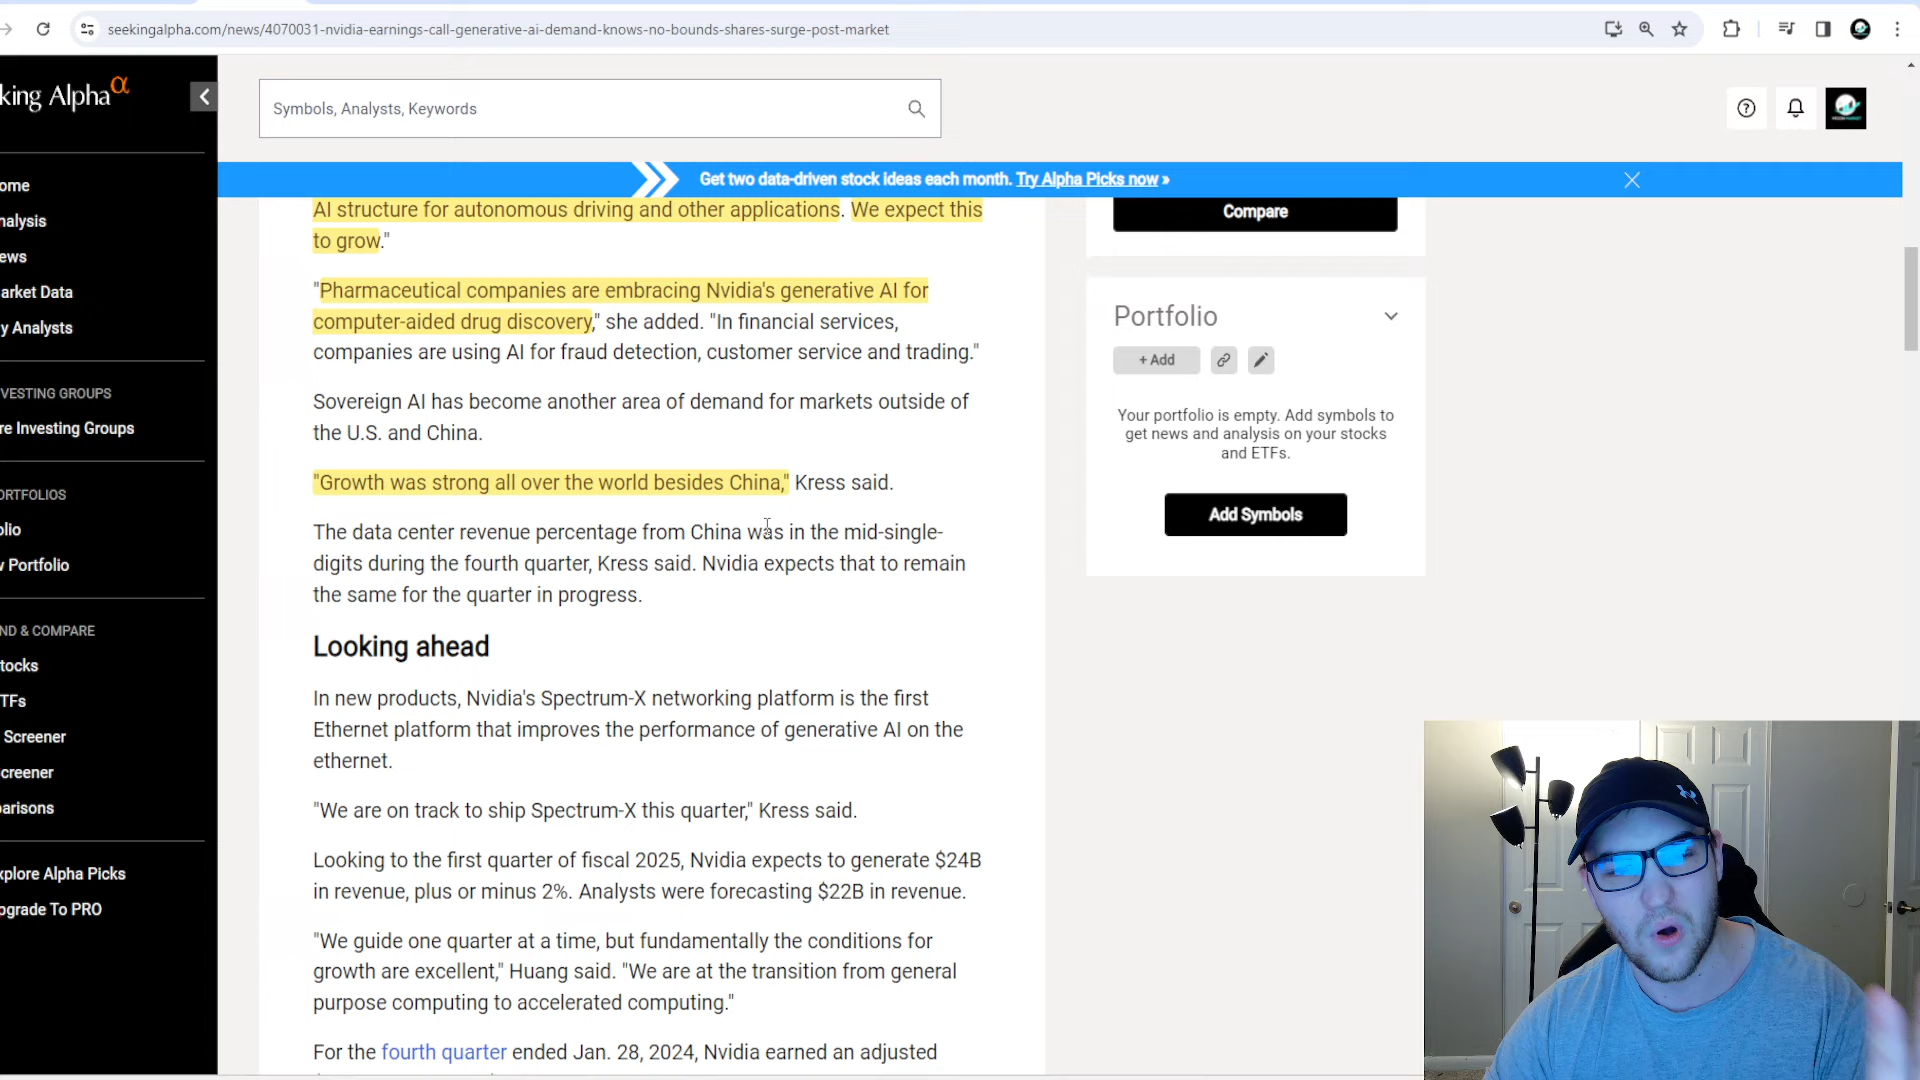 seekingalpha.com/news/4070031-nvidia-earnings-call-generative-ai-demand-knows-no-bounds-shares-surge-post-market
king Alpha α
Symbols, Analysts, Keywords
Get two data-driven stock ideas each month. Try Alpha Picks now »
ome
nalysis
ews
arket Data
y Analysts
VESTING GROUPS
re Investing Groups
ORTFOLIOS
olio
v Portfolio
ND & COMPARE
tocks
TFs
Screener
creener
parisons
xplore Alpha Picks
pgrade To PRO
AI structure for autonomous driving and other applications. We expect this
to grow."
"Pharmaceutical companies are embracing Nvidia's generative AI for
computer-aided drug discovery," she added. "In financial services,
companies are using AI for fraud detection, customer service and trading."
Sovereign AI has become another area of demand for markets outside of
the U.S. and China.
"Growth was strong all over the world besides China," Kress said.
The data center revenue percentage from China was in the mid-single-
digits during the fourth quarter, Kress said. Nvidia expects that to remain
the same for the quarter in progress.
Looking ahead
In new products, Nvidia's Spectrum-X networking platform is the first
Ethernet platform that improves the performance of generative AI on the
ethernet.
"We are on track to ship Spectrum-X this quarter," Kress said.
Looking to the first quarter of fiscal 2025, Nvidia expects to generate $24B
in revenue, plus or minus 2%. Analysts were forecasting $22B in revenue.
"We guide one quarter at a time, but fundamentally the conditions for
growth are excellent," Huang said. "We are at the transition from general
purpose computing to accelerated computing."
For the fourth quarter ended Jan. 28, 2024, Nvidia earned an adjusted
Compare
Portfolio
+ Add
Your portfolio is empty. Add symbols to
get news and analysis on your stocks
and ETFs.
Add Symbols